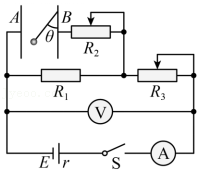 A B
θ
R₂
R₁ R₃
V
E r S A